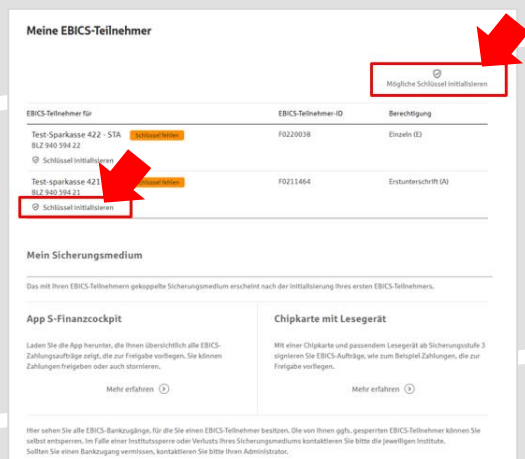 Meine EBICS-Teilnehmer
Mögliche Schlüssel initialisieren
EBICS-Teilnehmer für EBICS-Teilnehmer-ID Berechtigung
Test-Sparkasse 422 - STA Schlüssel fehlen F0220038 Einzeln (E)
BLZ 940 594 22
Schlüssel initialisieren
Test-sparkasse 421 Schlüssel fehlen F0211464 Erstunterschrift (A)
BLZ 940 594 21
Schlüssel initialisieren
Mein Sicherungsmedium
Das mit Ihren EBICS-Teilnehmern gekoppelte Sicherungsmedium erscheint nach der Initialisierung Ihres ersten EBICS-Teilnehmers.
App S-Finanzcockpit
Laden Sie die App herunter, die Ihnen übersichtlich alle EBICS-
Zahlungsaufträge zeigt, die zur Freigabe vorliegen. Sie können
Zahlungen freigeben oder auch stornieren.
Mehr erfahren
Chipkarte mit Lesegerät
Mit einer Chipkarte und passendem Lesegerät ab Sicherungsstufe 3
signieren Sie EBICS-Aufträge, wie zum Beispiel Zahlungen, die zur
Freigabe vorliegen.
Mehr erfahren
Hier sehen Sie alle EBICS-Bankzugänge, für die Sie einen EBICS-Teilnehmer besitzen. Die von Ihnen ggfs. gesperrten EBICS-Teilnehmer können Sie
selbst entsperren. Im Falle einer Institutssperre oder Verlusts Ihres Sicherungsmediums kontaktieren Sie bitte die jeweiligen Institute.
Sollten Sie einen Bankzugang vermissen, kontaktieren Sie bitte Ihren Administrator.